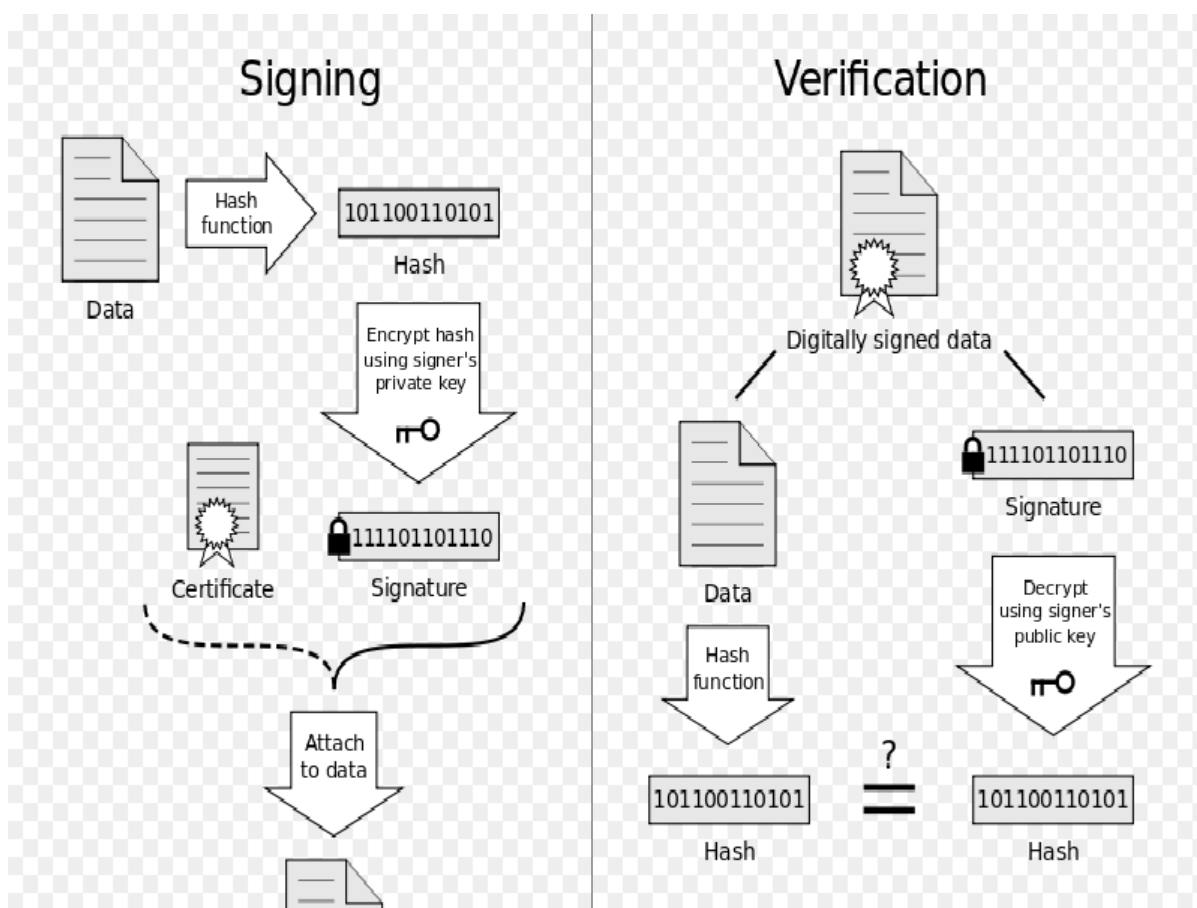 Signing
Hash
function
101100110101
Hash
Data
Encrypt hash
using signer's
private key
111101101110
Certificate
Signature
Attach
to data
Verification
Digitally signed data
111101101110
Signature
Data
Hash
function
Decrypt
using signer's
public key
?
101100110101
=
101100110101
Hash
Hash